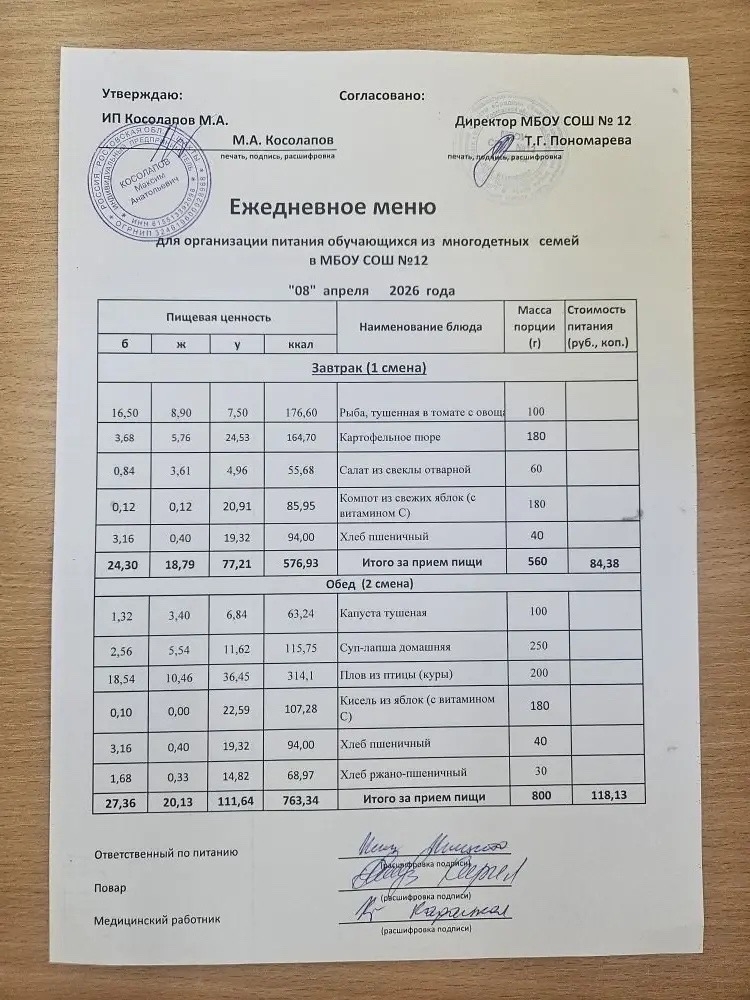 Утверждаю: Согласовано:
ИП Косолапов М.А. Директор МБОУ СОШ № 12
М.А. Косолапов Т.Г. Пономарева
печать, подпись, расшифровка печать, подпись, расшифровка
КОСОЛАПОВ
Максим
Анатольевич
Ежедневное меню
для организации питания обучающихся из многодетных семей
в МБОУ СОШ №12
"08" апреля 2026 года
Пищевая ценность Наименование блюда Масса порции (г) Стоимость питания (руб., коп.)
б ж у ккал
Завтрак (1 смена)
16,50 8,90 7,50 176,60 Рыба, тушенная в томате с овощ 100
3,68 5,76 24,53 164,70 Картофельное пюре 180
0,84 3,61 4,96 55,68 Салат из свеклы отварной 60
0,12 0,12 20,91 85,95 Компот из свежих яблок (с витамином С) 180
3,16 0,40 19,32 94,00 Хлеб пшеничный 40
24,30 18,79 77,21 576,93 Итого за прием пищи 560 84,38
Обед (2 смена)
1,32 3,40 6,84 63,24 Капуста тушеная 100
2,56 5,54 11,62 115,75 Суп-лапша домашняя 250
18,54 10,46 36,45 314,1 Плов из птицы (куры) 200
0,10 0,00 22,59 107,28 Кисель из яблок (с витамином С) 180
3,16 0,40 19,32 94,00 Хлеб пшеничный 40
1,68 0,33 14,82 68,97 Хлеб ржано-пшеничный 30
27,36 20,13 111,64 763,34 Итого за прием пищи 800 118,13
Ответственный по питанию
(расшифровка подписи)
Повар
(расшифровка подписи)
Медицинский работник
(расшифровка подписи)